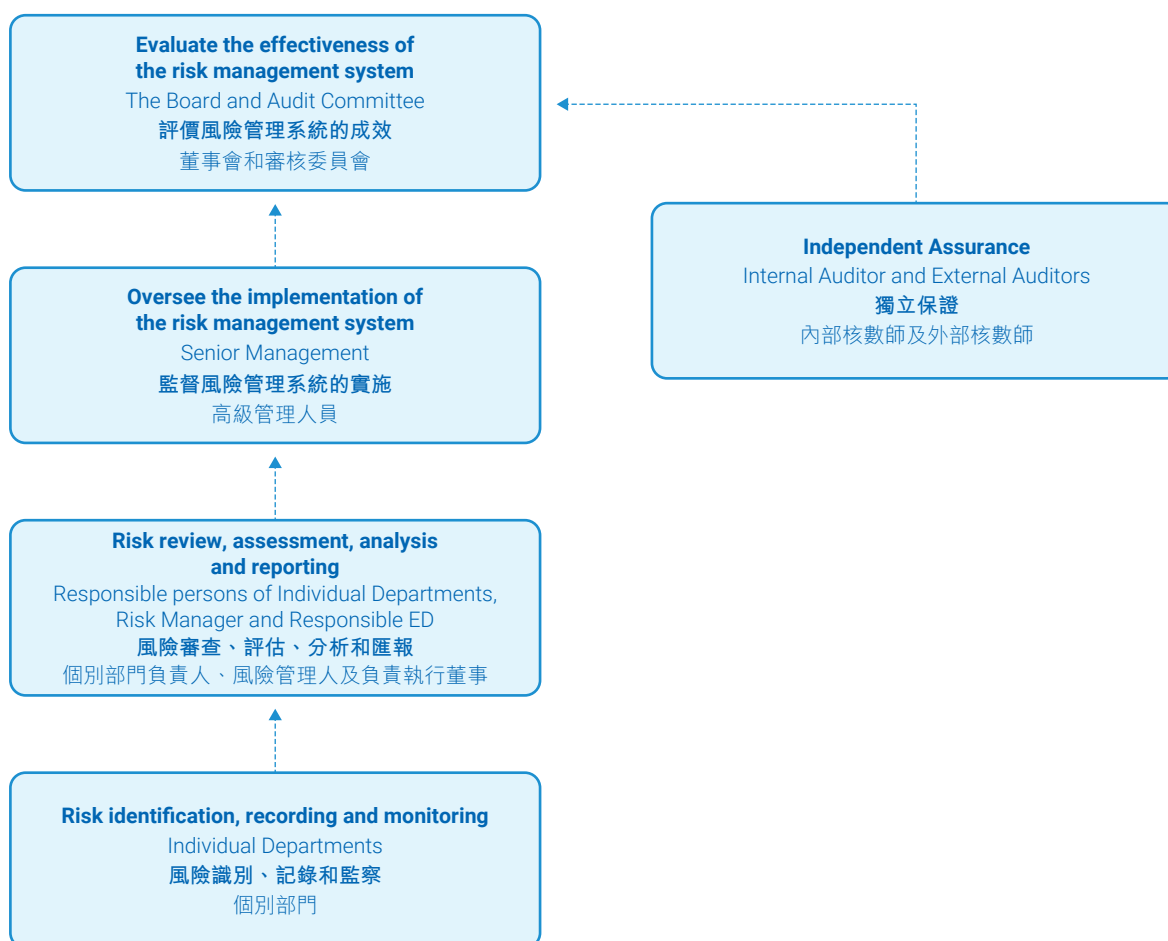 Evaluate the effectiveness of
the risk management system
The Board and Audit Committee
評價風險管理系統的成效
董事會和審核委員會
Independent Assurance
Internal Auditor and External Auditors
獨立保證
內部核數師及外部核數師
Oversee the implementation of
the risk management system
Senior Management
監督風險管理系統的實施
高級管理人員
Risk review, assessment, analysis
and reporting
Responsible persons of Individual Departments,
Risk Manager and Responsible ED
風險審查、評估、分析和匯報
個別部門負責人、風險管理人及負責執行董事
Risk identification, recording and monitoring
Individual Departments
風險識別、記錄和監察
個別部門